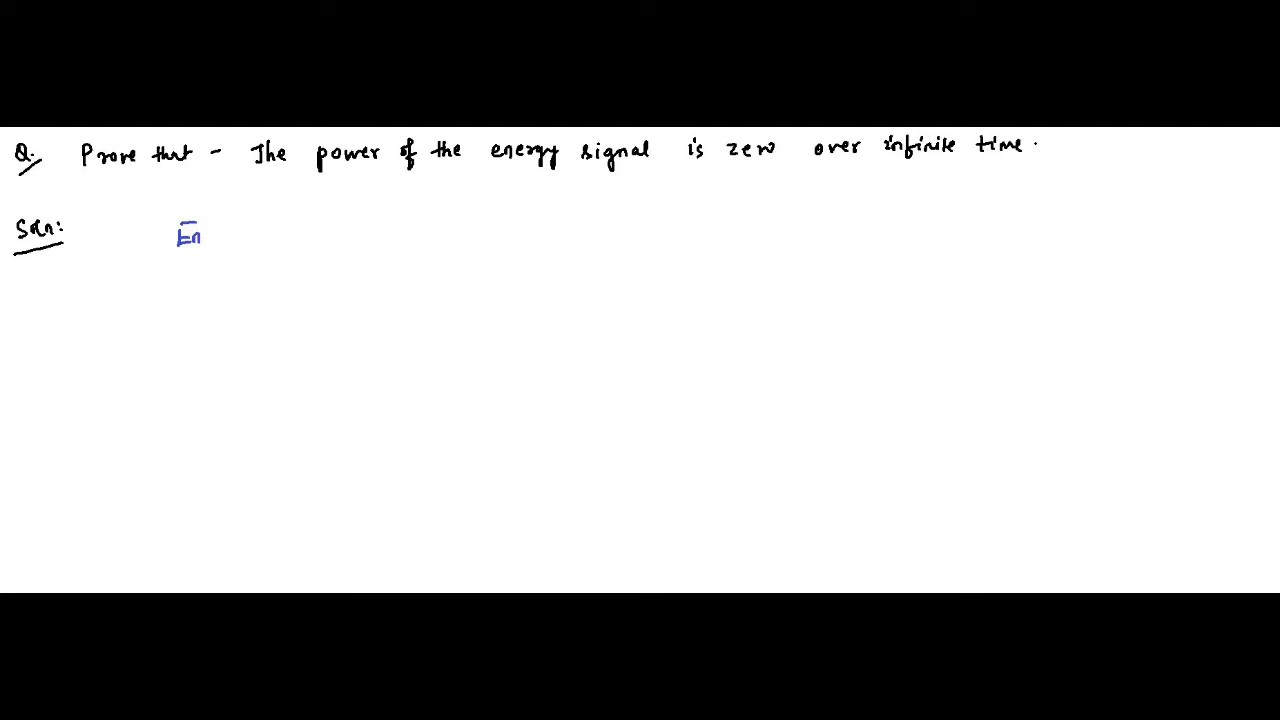 Q. Prove that - The power of the energy signal is zero over infinite time.
Soln: En